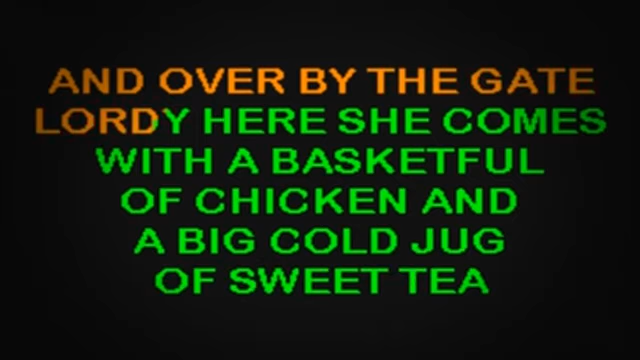 AND OVER BY THE GATE
LORDY HERE SHE COMES
WITH A BASKETFUL
OF CHICKEN AND
A BIG COLD JUG
OF SWEET TEA